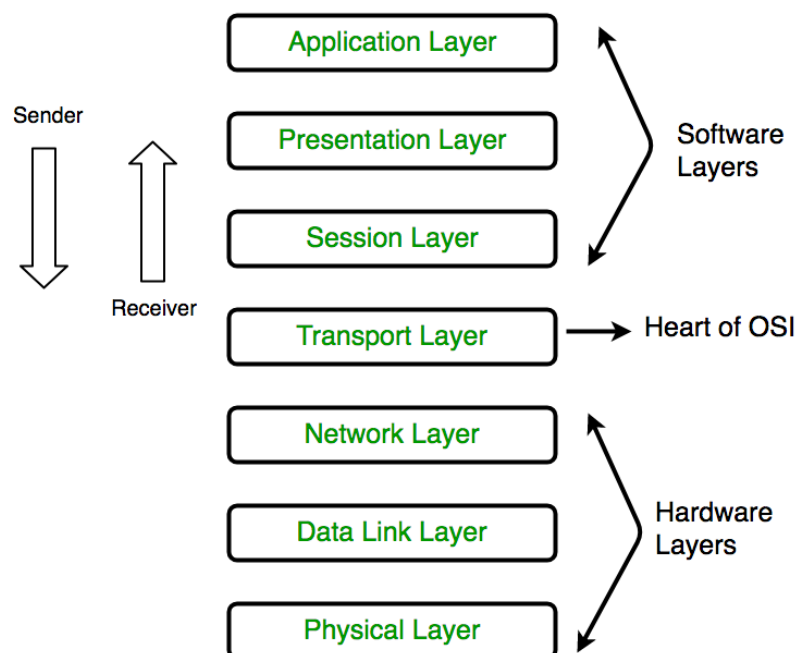 Application Layer
Sender
Presentation Layer
Software
Layers
Session Layer
Receiver
Transport Layer
Heart of OSI
Network Layer
Data Link Layer
Hardware
Layers
Physical Layer